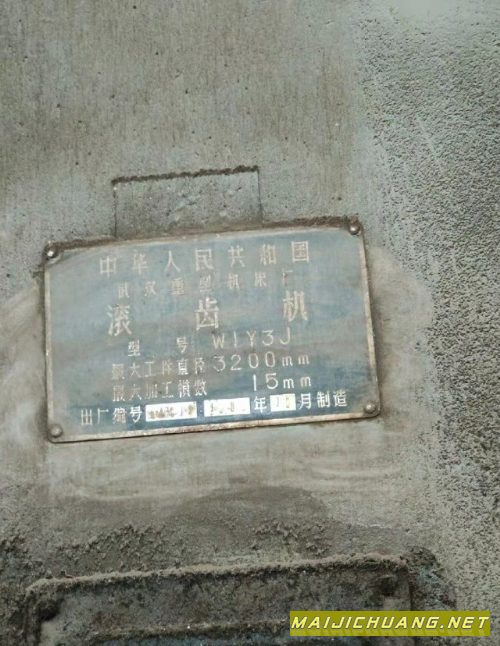 中华人民共和国
武汉重型机床厂
滚齿机
型号 W1Y3J
最大工件直径 3200mm
最大加工模数 15mm
出厂编号 年 月制造
MAIJICHUANG.NET